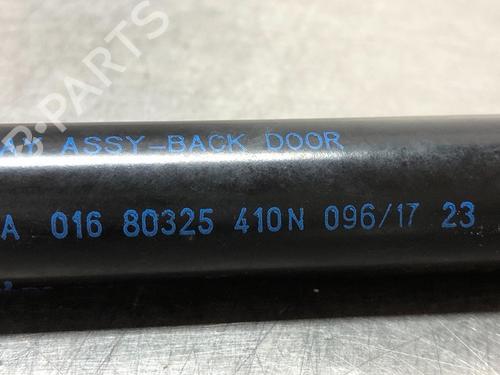 ASSY-BACK DOOR
A 016 80325 410N 096/17 23